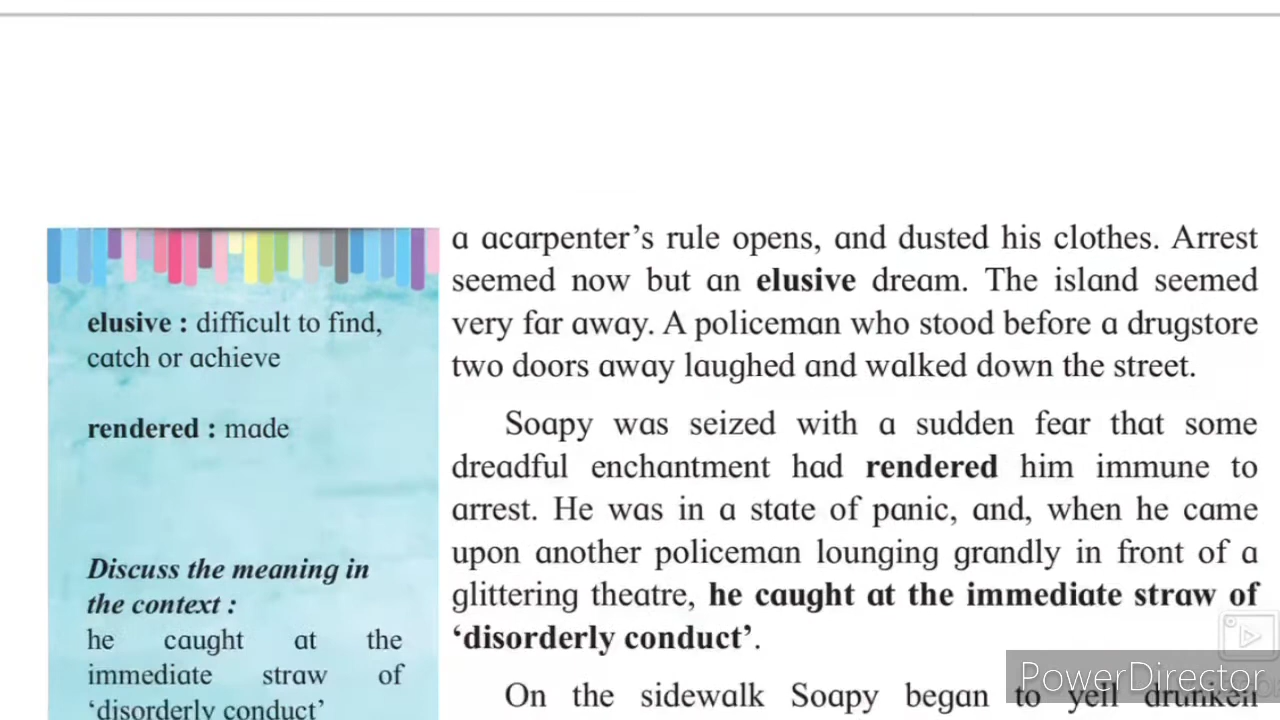 elusive : difficult to find,
catch or achieve
rendered : made
Discuss the meaning in
the context :
he caught at the
immediate straw of
‘disorderly conduct’
a acarpenter’s rule opens, and dusted his clothes. Arrest
seemed now but an elusive dream. The island seemed
very far away. A policeman who stood before a drugstore
two doors away laughed and walked down the street.
Soapy was seized with a sudden fear that some
dreadful enchantment had rendered him immune to
arrest. He was in a state of panic, and, when he came
upon another policeman lounging grandly in front of a
glittering theatre, he caught at the immediate straw of
‘disorderly conduct’.
On the sidewalk Soapy began to yell drunken
PowerDirector